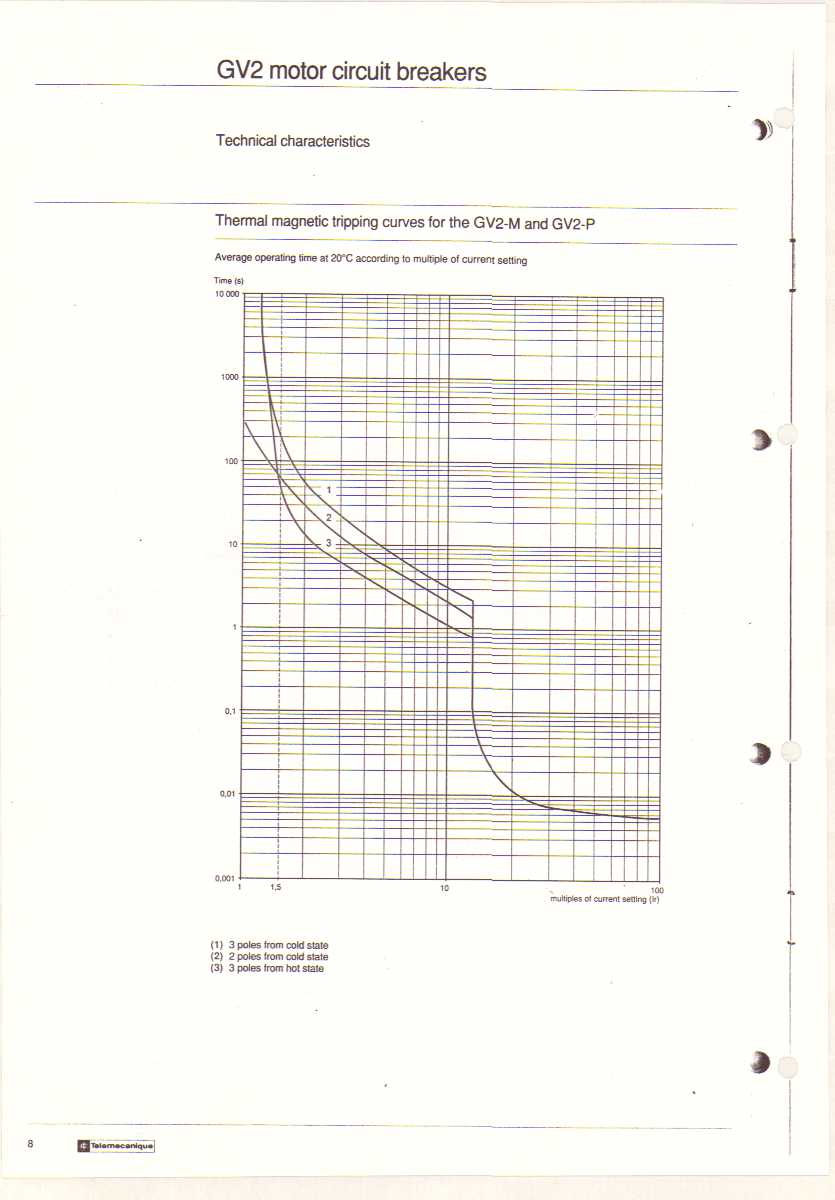 GV2 motor circuit breakers
Technical characteristics
Thermal magnetic tripping curves for the GV2-M and GV2-P
Average operating time at 20°C according to multiple of current setting
Time (s)
10 000
1000
100
1
2
10
3
1
0,1
0,01
0,001
1 1,5 10 100
multiples of current setting (Ir)
(1) 3 poles from cold state
(2) 2 poles from cold state
(3) 3 poles from hot state
8 Telemecanique